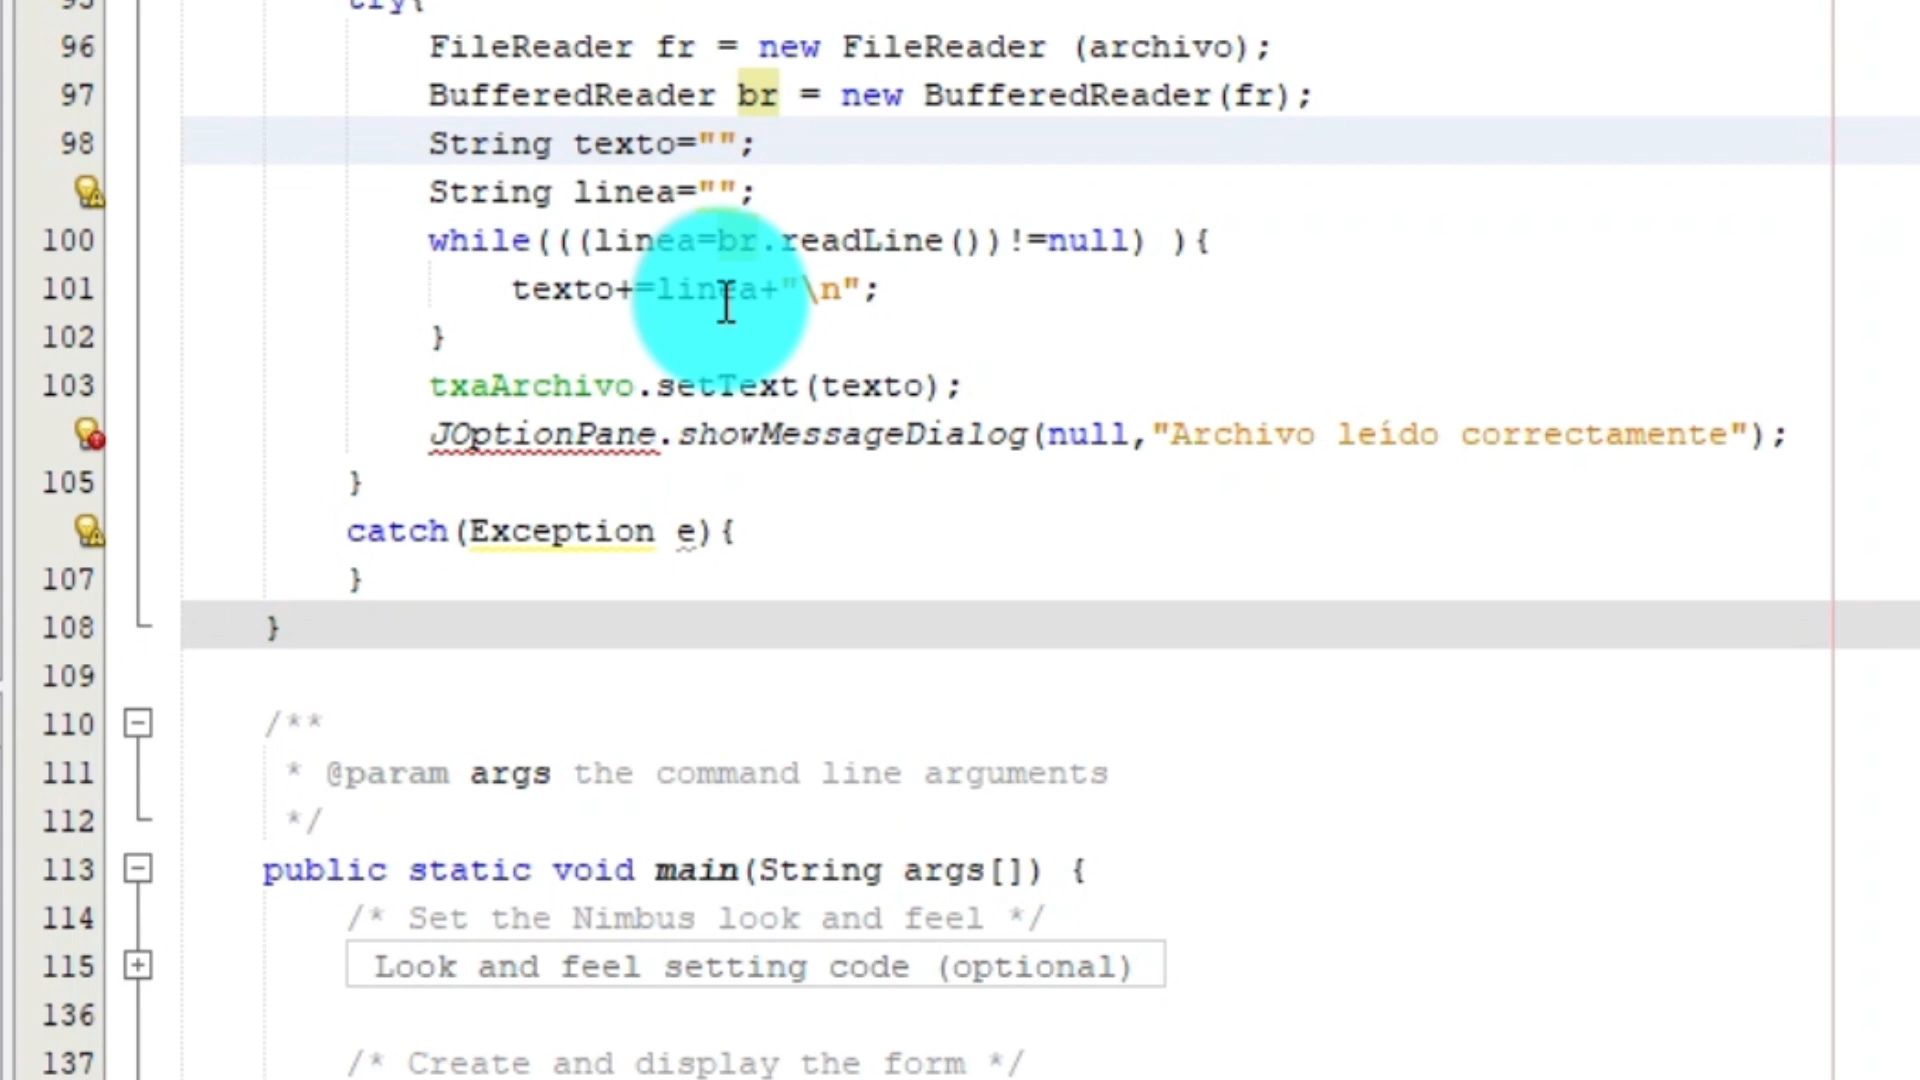 95 try{
96 FileReader fr = new FileReader (archivo);
97 BufferedReader br = new BufferedReader(fr);
98 String texto="";
String linea="";
100 while(((linea=br.readLine())!=null) ){
101 texto+=linea+"\n";
102 }
103 txaArchivo.setText(texto);
JOptionPane.showMessageDialog(null,"Archivo leído correctamente");
105 }
catch(Exception e){
107 }
108 }
109
110 /**
111 * @param args the command line arguments
112 */
113 public static void main(String args[]) {
114 /* Set the Nimbus look and feel */
115 Look and feel setting code (optional)
136
137 /* Create and display the form */